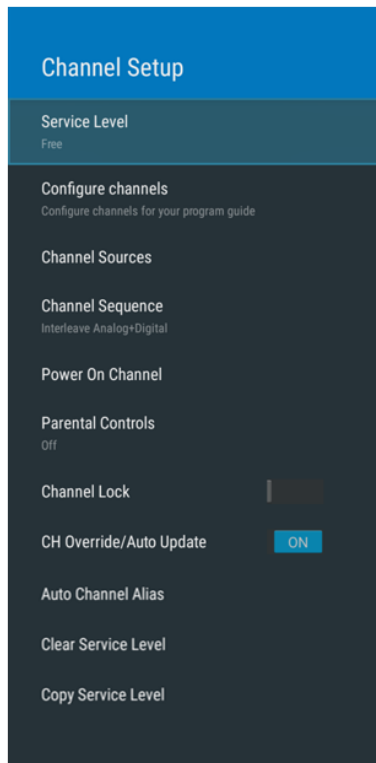 Channel Setup
Service Level
Free
Configure channels
Configure channels for your program guide
Channel Sources
Channel Sequence
Interleave Analog+Digital
Power On Channel
Parental Controls
Off
Channel Lock
CH Override/Auto Update ON
Auto Channel Alias
Clear Service Level
Copy Service Level